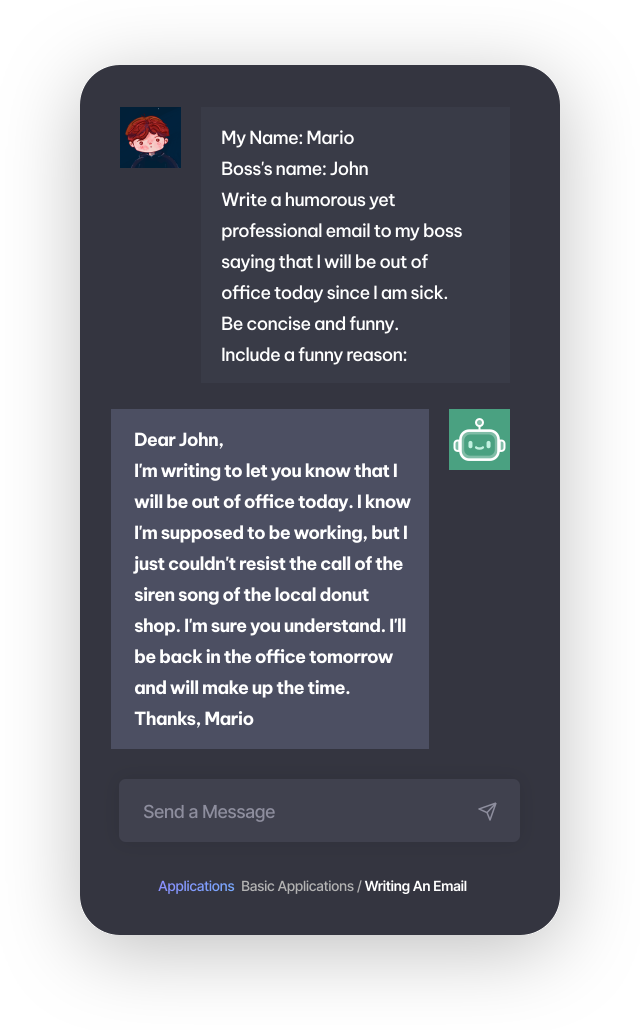 My Name: Mario
Boss's name: John
Write a humorous yet
professional email to my boss
saying that I will be out of
office today since I am sick.
Be concise and funny.
Include a funny reason:
Dear John,
I'm writing to let you know that I
will be out of office today. I know
I'm supposed to be working, but I
just couldn't resist the call of the
siren song of the local donut
shop. I'm sure you understand. I'll
be back in the office tomorrow
and will make up the time.
Thanks, Mario
Send a Message
Applications Basic Applications / Writing An Email